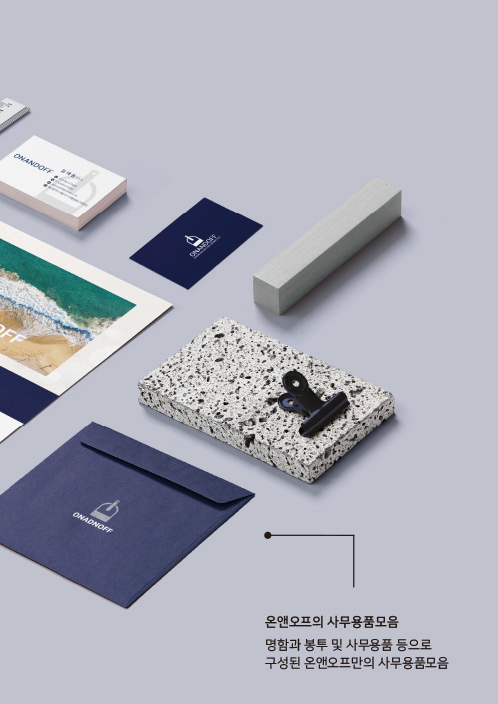 ONANDOFF
ONANDOFF
OFF
ONADNOFF
온앤오프의 사무용품모음
명함과 봉투 및 사무용품 등으로
구성된 온앤오프만의 사무용품모음